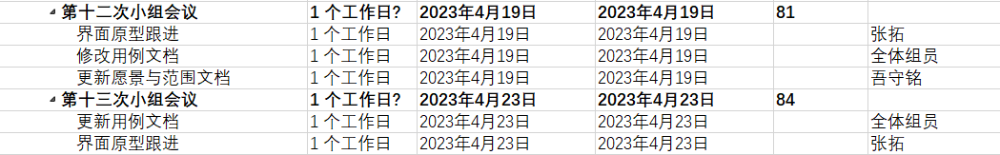 第十二次小组会议 1 个工作日? 2023年4月19日 2023年4月19日 81
界面原型跟进 1 个工作日 2023年4月19日 2023年4月19日 张拓
修改用例文档 1 个工作日 2023年4月19日 2023年4月19日 全体组员
更新愿景与范围文档 1 个工作日 2023年4月19日 2023年4月19日 吾守铭
第十三次小组会议 1 个工作日? 2023年4月23日 2023年4月23日 84
更新用例文档 1 个工作日 2023年4月23日 2023年4月23日 全体组员
界面原型跟进 1 个工作日 2023年4月23日 2023年4月23日 张拓